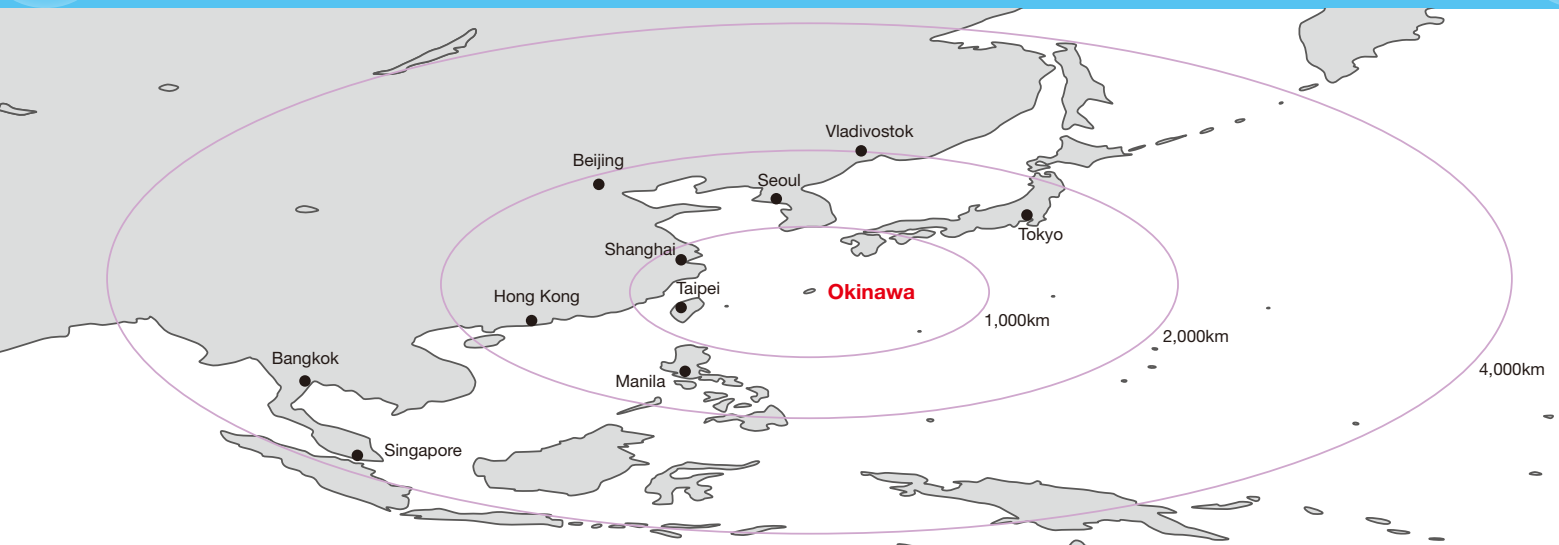 Vladivostok
Beijing
Seoul
Tokyo
Shanghai
Taipei
Okinawa
Hong Kong
1,000km
2,000km
Bangkok
4,000km
Manila
Singapore